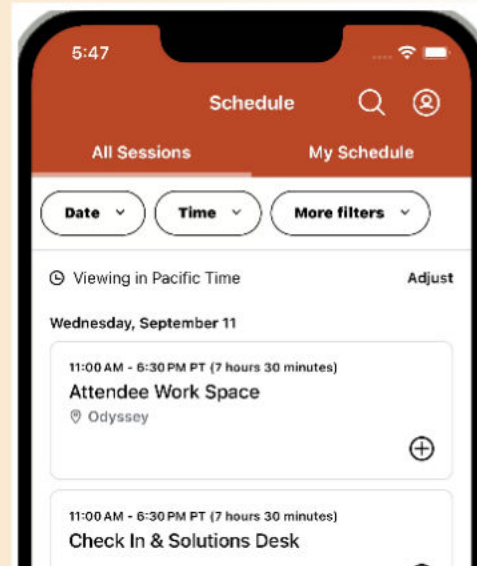 5:47
Schedule
All Sessions My Schedule
Date Time More filters
Viewing in Pacific Time Adjust
Wednesday, September 11
11:00 AM - 6:30 PM PT (7 hours 30 minutes)
Attendee Work Space
Odyssey
11:00 AM - 6:30 PM PT (7 hours 30 minutes)
Check In & Solutions Desk